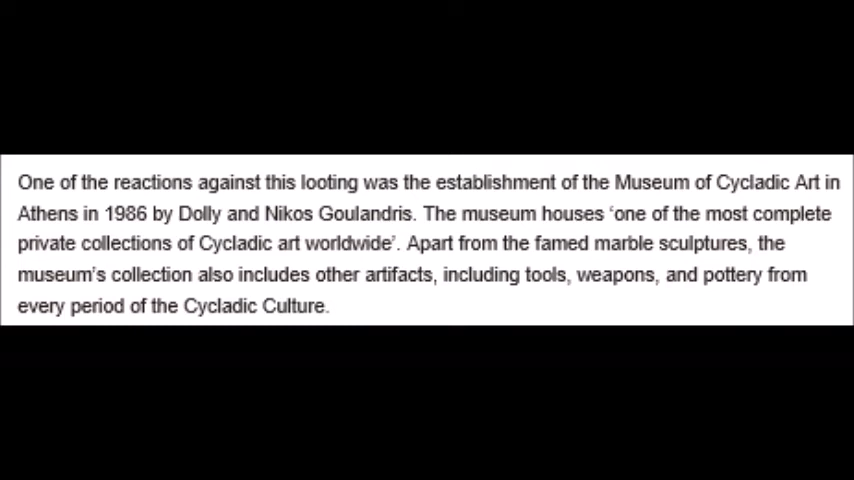 One of the reactions against this looting was the establishment of the Museum of Cycladic Art in
Athens in 1986 by Dolly and Nikos Goulandris. The museum houses ‘one of the most complete
private collections of Cycladic art worldwide’. Apart from the famed marble sculptures, the
museum’s collection also includes other artifacts, including tools, weapons, and pottery from
every period of the Cycladic Culture.